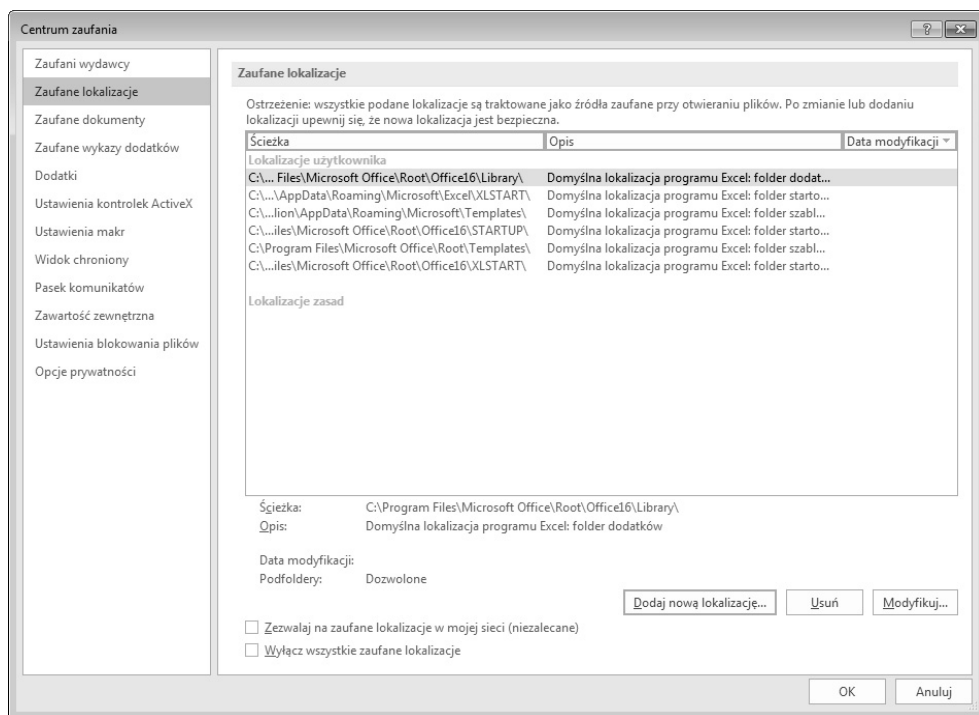 Centrum zaufania
Zaufani wydawcy
Zaufane lokalizacje
Zaufane dokumenty
Zaufane wykazy dodatków
Dodatki
Ustawienia kontrolek ActiveX
Ustawienia makr
Widok chroniony
Pasek komunikatów
Zawartość zewnętrzna
Ustawienia blokowania plików
Opcje prywatności
Zaufane lokalizacje
Ostrzeżenie: wszystkie podane lokalizacje są traktowane jako źródła zaufane przy otwieraniu plików. Po zmianie lub dodaniu
lokalizacji upewnij się, że nowa lokalizacja jest bezpieczna.
Ścieżka Opis Data modyfikacji
Lokalizacje użytkownika
C:\... Files\Microsoft Office\Root\Office16\Library\ Domyślna lokalizacja programu Excel: folder dodat...
C:\...\AppData\Roaming\Microsoft\Excel\XLSTART\ Domyślna lokalizacja programu Excel: folder starto...
C:\...lion\AppData\Roaming\Microsoft\Templates\ Domyślna lokalizacja programu Excel: folder szabl...
C:\...iles\Microsoft Office\Root\Office16\STARTUP\ Domyślna lokalizacja programu Excel: folder starto...
C:\Program Files\Microsoft Office\Root\Templates\ Domyślna lokalizacja programu Excel: folder szabl...
C:\...iles\Microsoft Office\Root\Office16\XLSTART\ Domyślna lokalizacja programu Excel: folder starto...
Lokalizacje zasad
Ścieżka: C:\Program Files\Microsoft Office\Root\Office16\Library\
Opis: Domyślna lokalizacja programu Excel: folder dodatków
Data modyfikacji:
Podfoldery: Dozwolone
Dodaj nową lokalizację... Usuń Modyfikuj...
Zezwalaj na zaufane lokalizacje w mojej sieci (niezalecane)
Wyłącz wszystkie zaufane lokalizacje
OK Anuluj